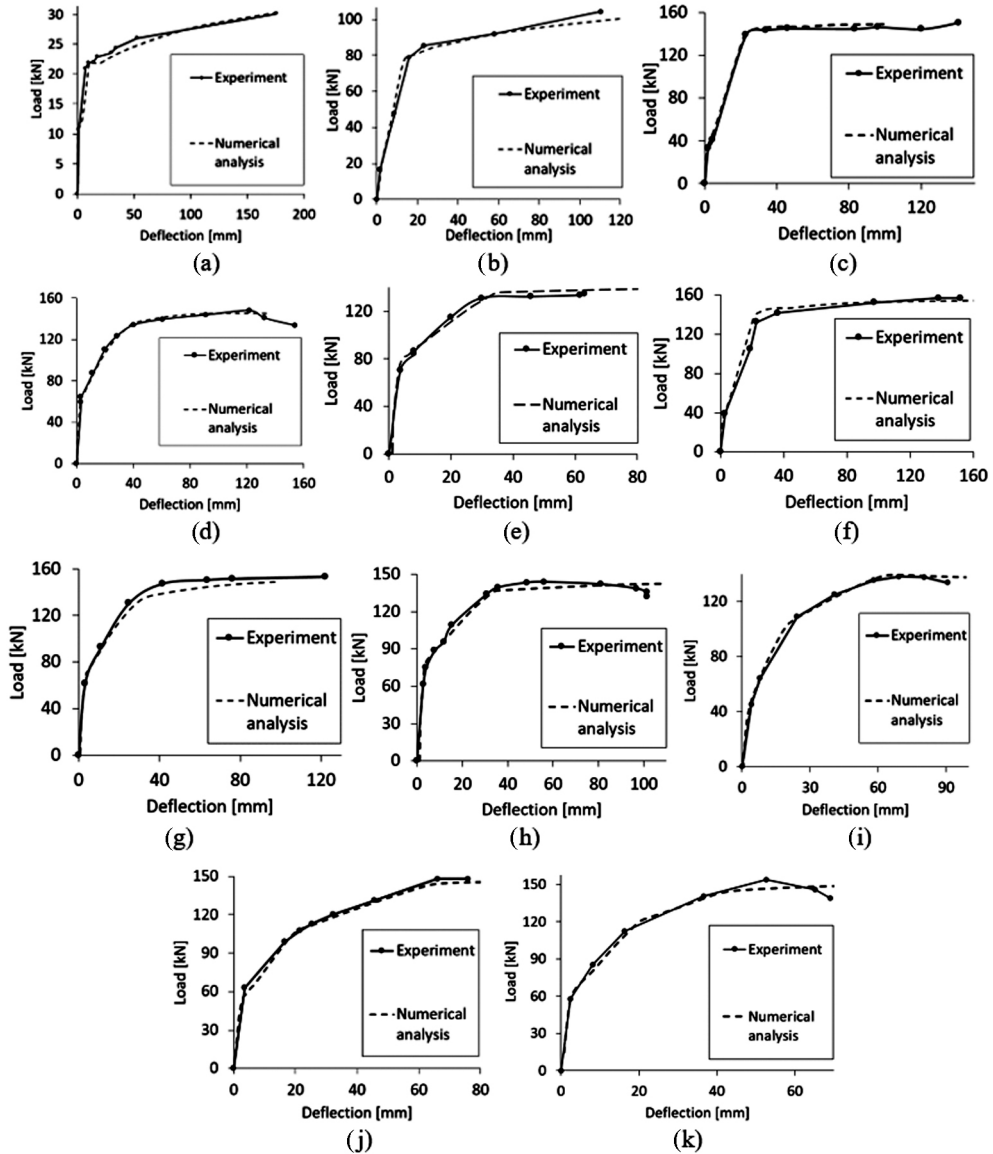 Load [kN]
30
25
20
15
10
5
0
Experiment
Numerical
analysis
0 50 100 150 200
Deflection [mm]
(a)
Load [kN]
100
80
60
40
20
0
Experiment
Numerical
analysis
0 20 40 60 80 100 120
Deflection [mm]
(b)
Load [kN]
160
120
80
40
0
Experiment
Numerical
analysis
0 40 80 120
Deflection [mm]
(c)
Load [kN]
160
120
80
40
0
Experiment
Numerical
analysis
0 40 80 120 160
Deflection [mm]
(d)
Load [kN]
120
80
40
0
Experiment
Numerical
analysis
0 20 40 60 80
Deflection [mm]
(e)
Load [kN]
160
120
80
40
0
Experiment
Numerical
analysis
0 40 80 120 160
Deflection [mm]
(f)
Load [kN]
160
120
80
40
0
Experiment
Numerical
analysis
0 20 40 60 80 100 120
Deflection [mm]
(g)
Load [kN]
150
120
90
60
30
0
Experiment
Numerical
analysis
0 20 40 60 80 100
Deflection [mm]
(h)
Load [kN]
120
80
40
0
Experiment
Numerical
analysis
0 30 60 90
Deflection [mm]
(i)
Load [kN]
150
120
90
60
30
0
Experiment
Numerical
analysis
0 20 40 60 80
Deflection [mm]
(j)
Load [kN]
150
120
90
60
30
0
Experiment
Numerical
analysis
0 20 40 60
Deflection [mm]
(k)